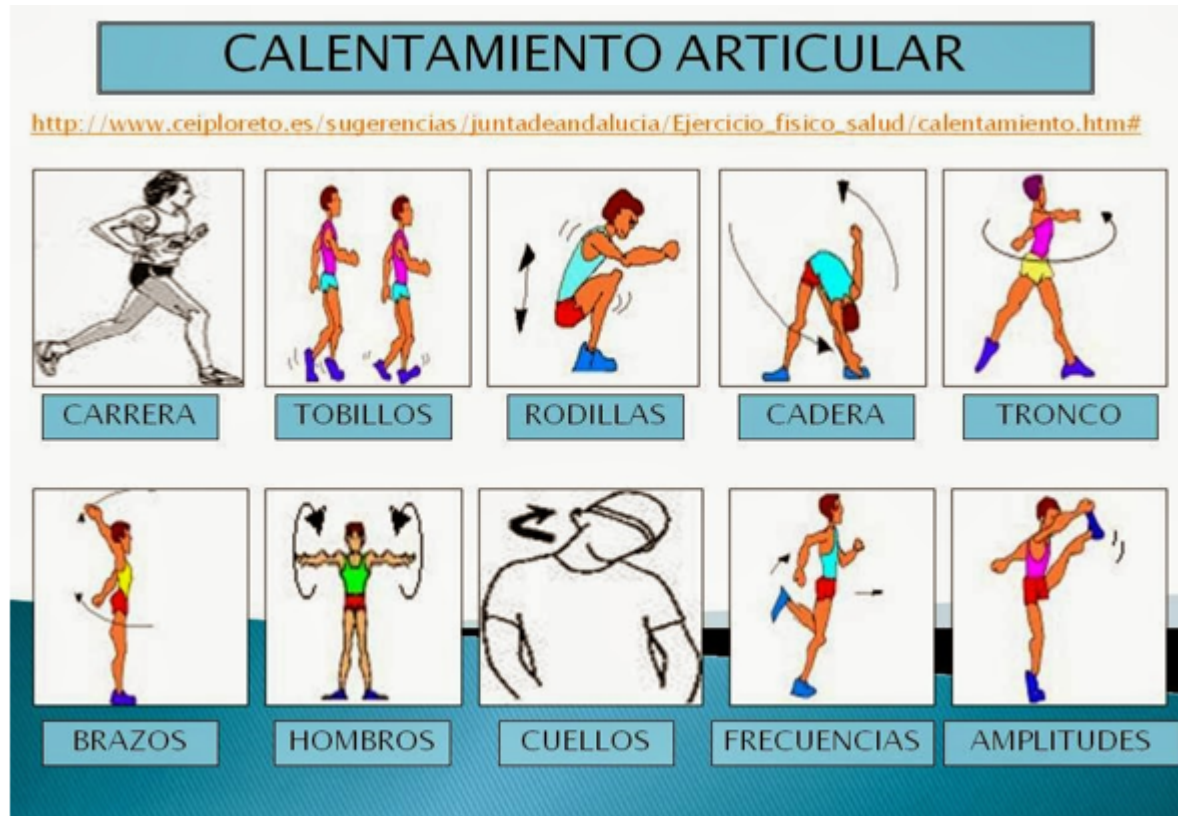 CALENTAMIENTO ARTICULAR
http://www.ceiploreto.es/sugerencias/juntadeandalucia/Ejercicio_fisico_salud/calentamiento.htm#
CARRERA
TOBILLOS
RODILLAS
CADERA
TRONCO
BRAZOS
HOMBROS
CUELLOS
FRECUENCIAS
AMPLITUDES